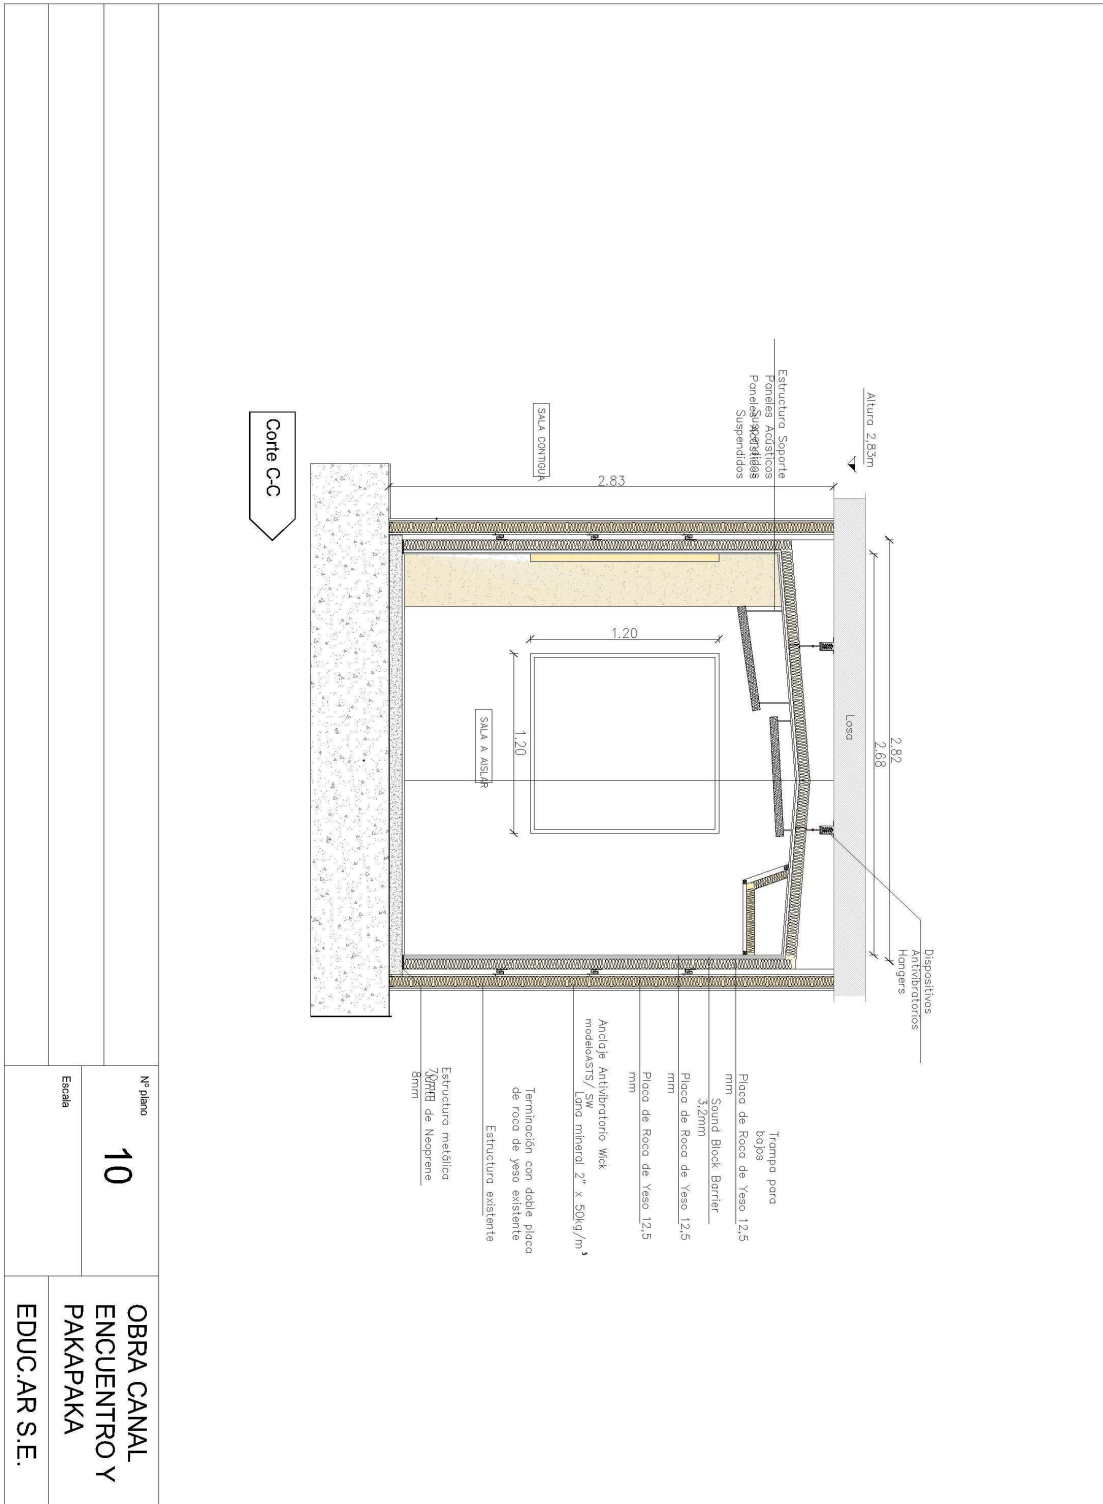 Altura 2,83m
Estructura Soporte
Paneles Acústicos
Suspendidos
Paneles Acústicos
Suspendidos
SALA CONTIGUA
2.83
Losa
2.82
2.68
1.20
1.20
SALA A AISLAR
Dispositivos
Antivibratorios
Hangers
Trampa para
bajos
Placa de Roca de Yeso 12,5
mm
Sound Block Barrier
3,2mm
Placa de Roca de Yeso 12,5
mm
Placa de Roca de Yeso 12,5
mm
Anclaje Antivibratorio Wick
modeloASTS/ SW
Lana mineral 2" x 50kg/m³
Terminación con doble placa
de roca de yeso existente
Estructura existente
Estructura metálica
70mm
de Neoprene
8mm
Corte C-C
Nº plano
10
Escala
OBRA CANAL
ENCUENTRO Y
PAKAPAKA
EDUC.AR S.E.